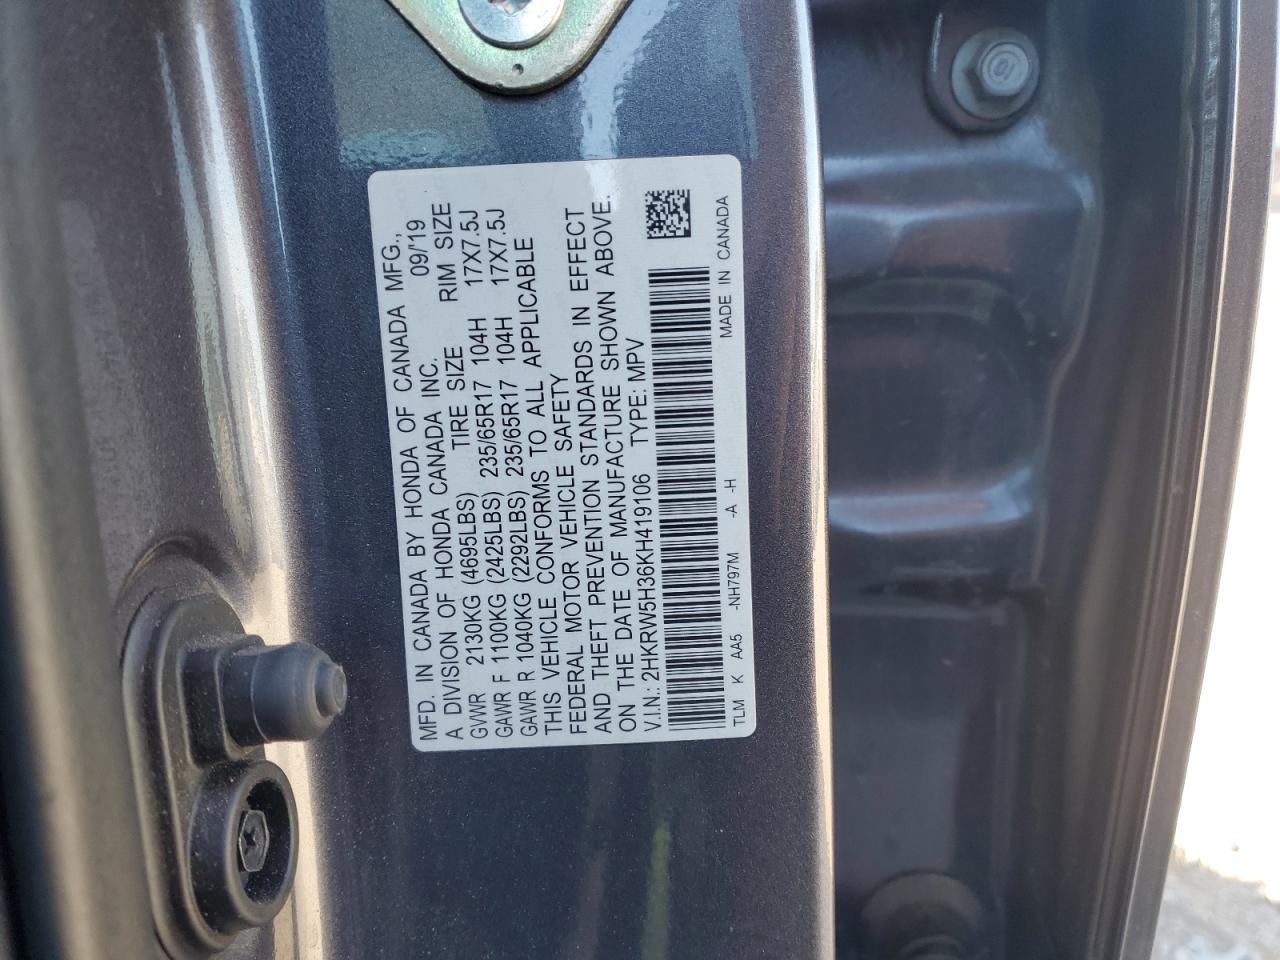 MFD. IN CANADA BY HONDA OF CANADA MFG.,
A DIVISION OF HONDA CANADA INC. 09/'19
GVWR 2130KG (4695LBS) TIRE SIZE RIM SIZE
GAWR F 1100KG (2425LBS) 235/65R17 104H 17X7.5J
GAWR R 1040KG (2292LBS) 235/65R17 104H 17X7.5J
THIS VEHICLE CONFORMS TO ALL APPLICABLE
FEDERAL MOTOR VEHICLE SAFETY
AND THEFT PREVENTION STANDARDS IN EFFECT
ON THE DATE OF MANUFACTURE SHOWN ABOVE.
V.I.N.: 2HKRW5H36KH419106 TYPE: MPV
TLM K AA5 -NH797M -A -H MADE IN CANADA